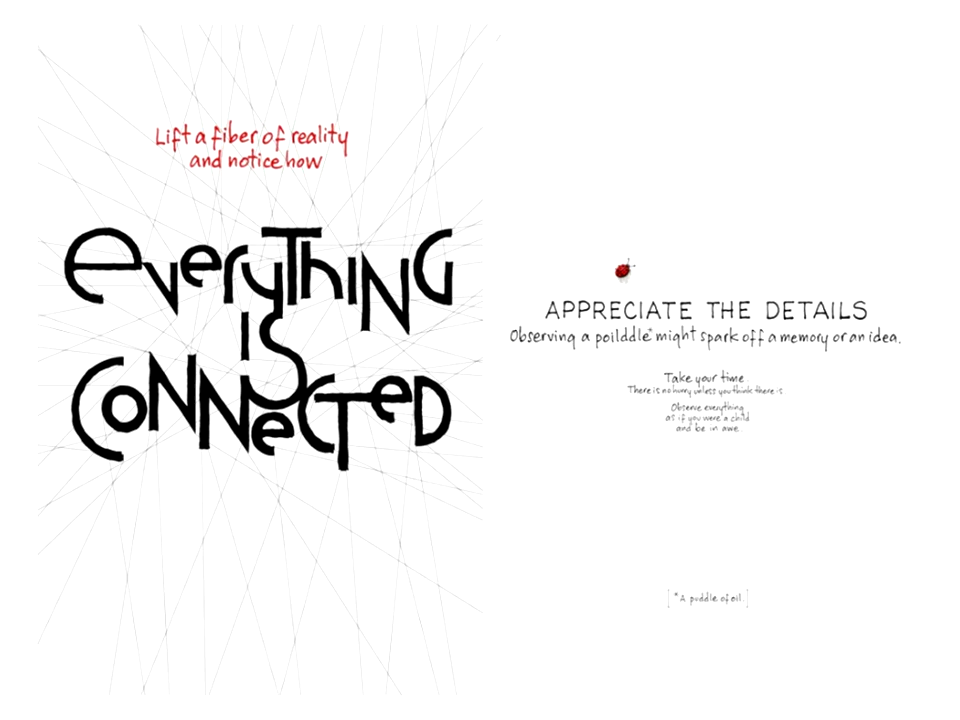 Lift a fiber of reality
and notice how
everyTHING
IS
CoNNeCTeD
APPRECIATE THE DETAILS
Observing a poilddle* might spark off a memory or an idea.
Take your time.
There is no hurry unless you think there is
Observe everything
as if you were a child
and be in awe.
[*A puddle of oil.]